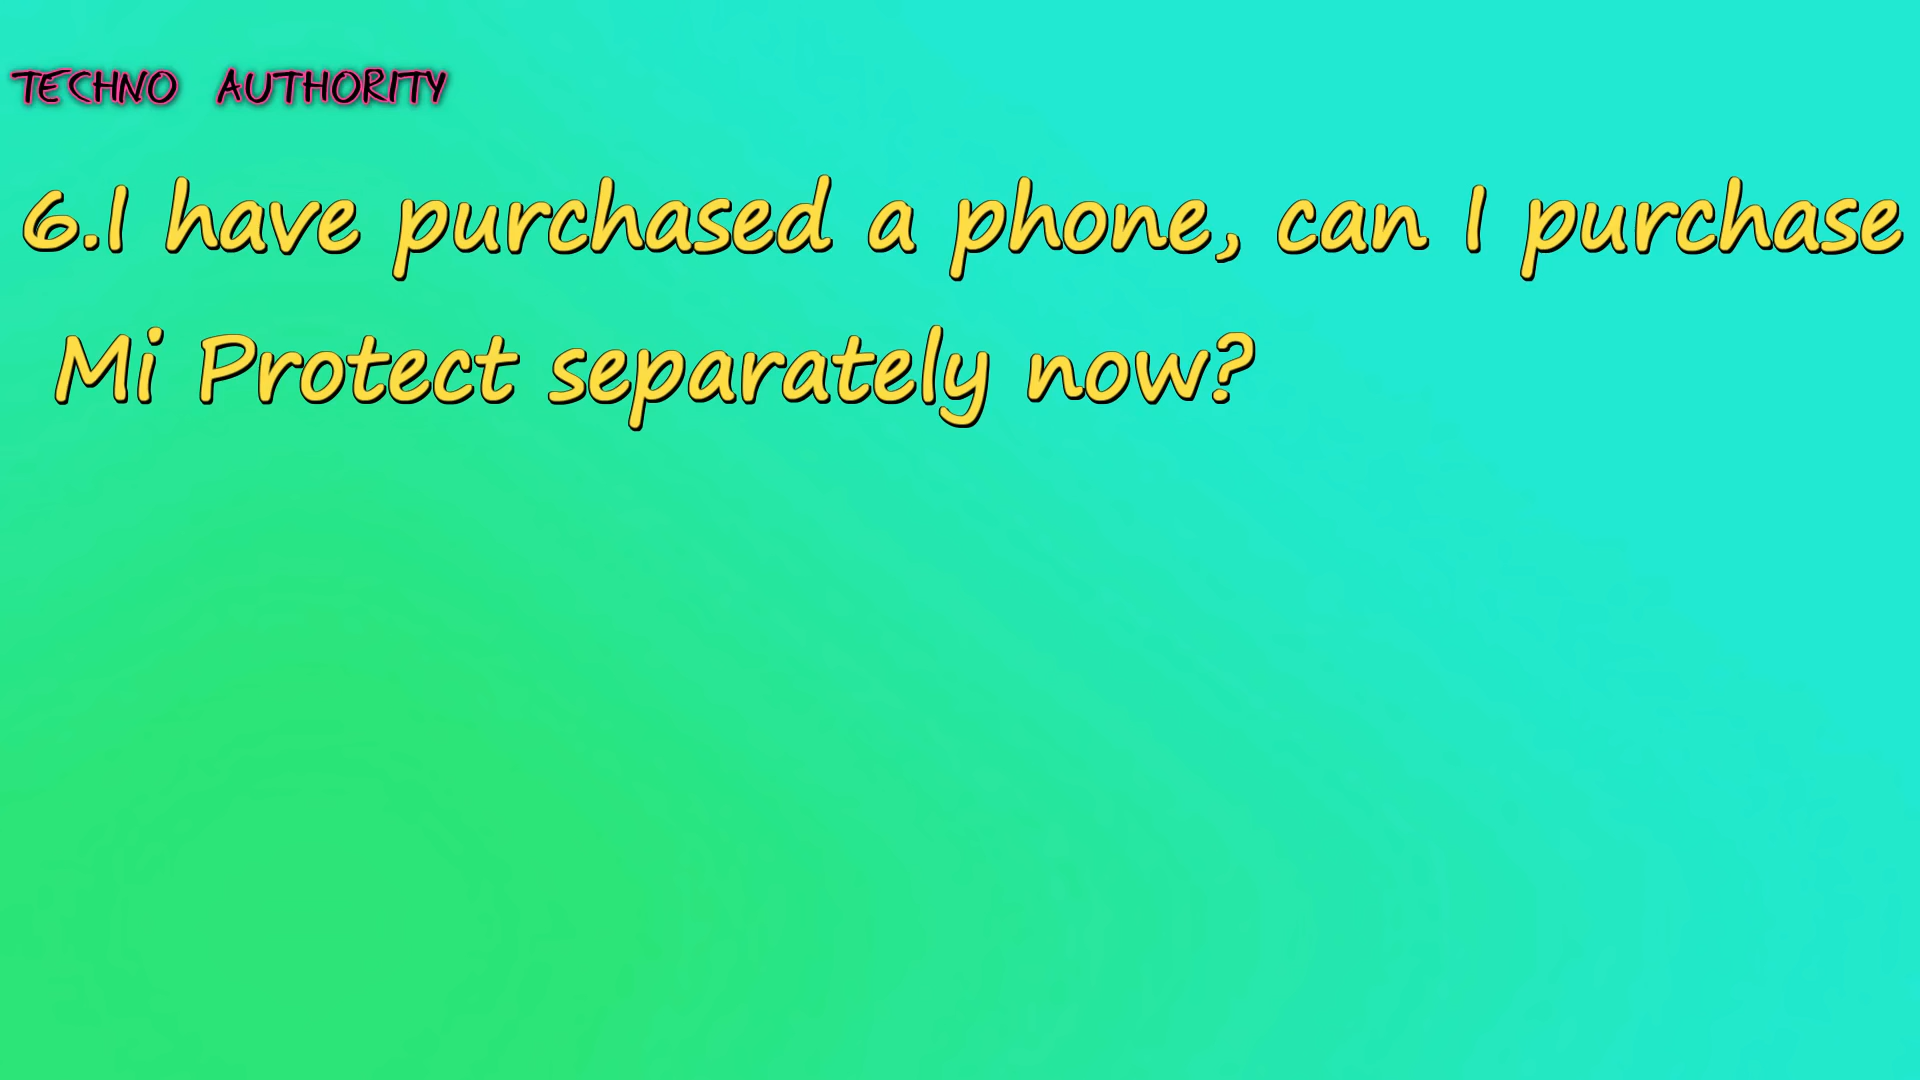 TECHNO AUTHORITY
6.I have purchased a phone, can I purchase
Mi Protect separately now?